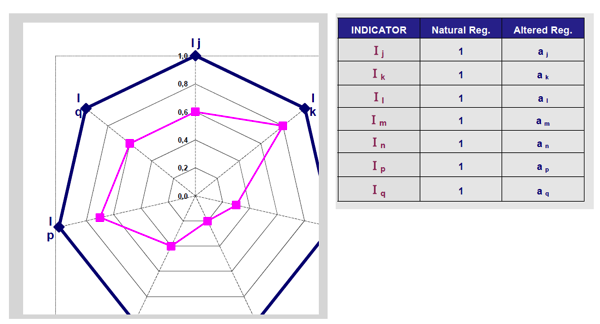 I j
1,0
I
q
0,8
I
k
0,6
0,4
0,2
0,0
I
p
INDICATOR Natural Reg. Altered Reg.
I j 1 a j
I k 1 a k
I l 1 a l
I m 1 a m
I n 1 a n
I p 1 a p
I q 1 a q